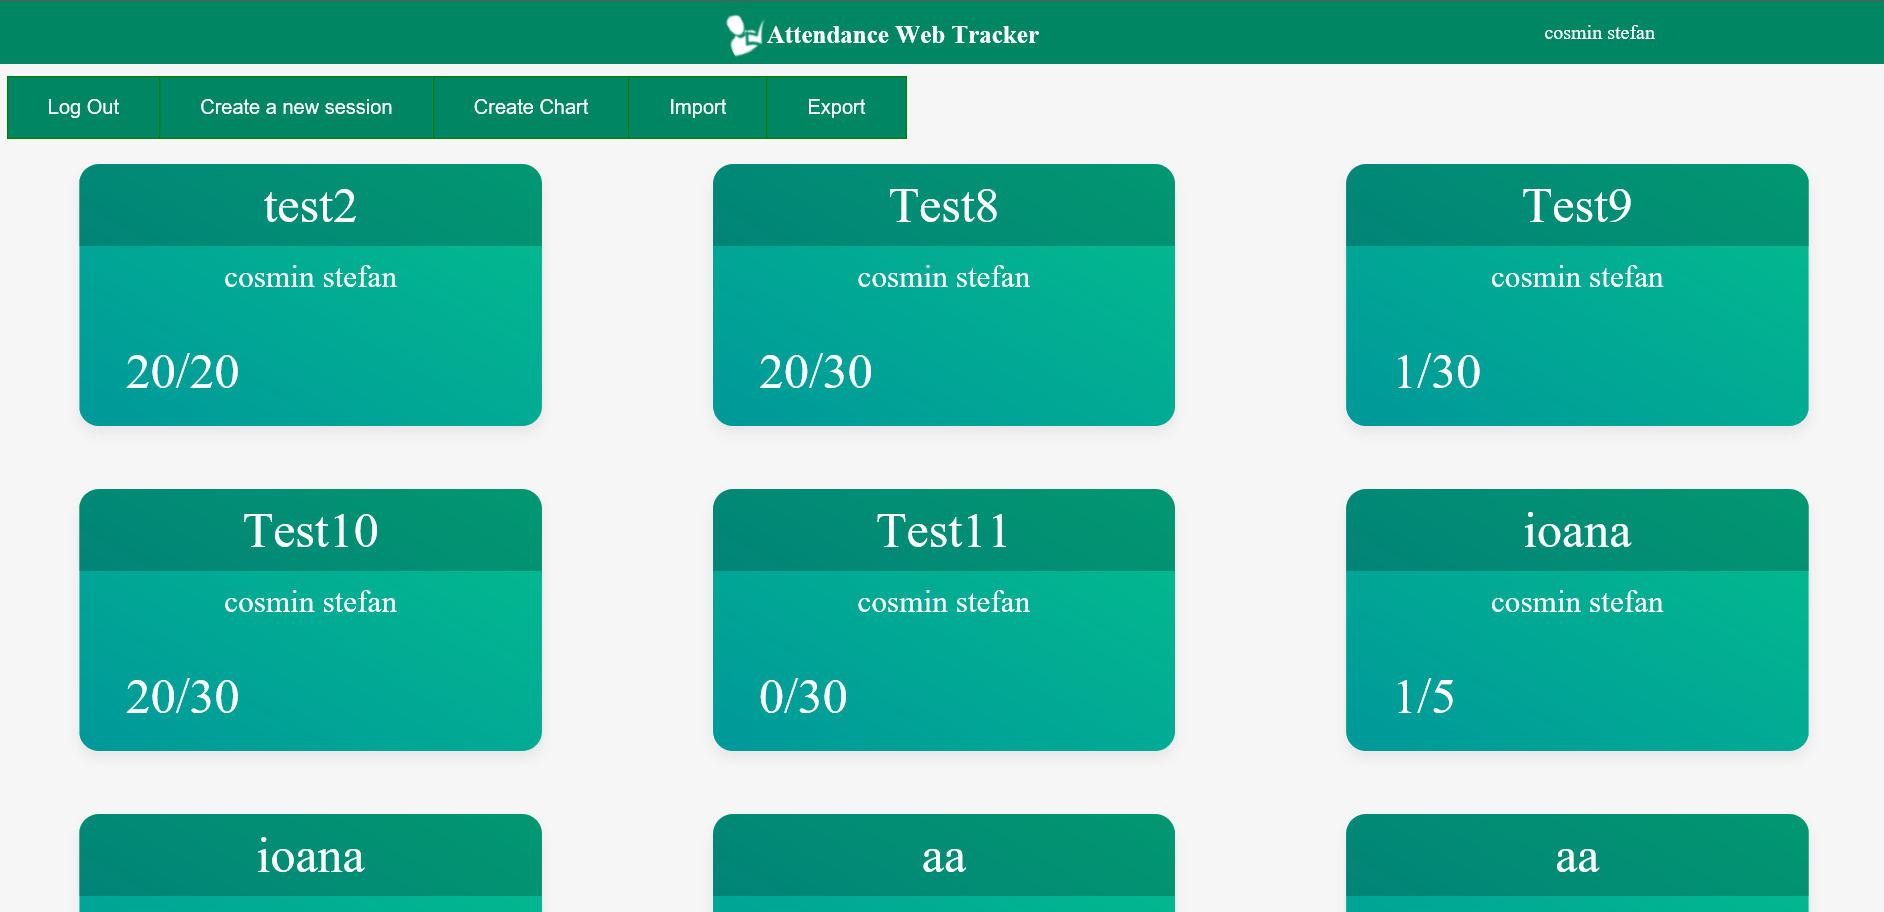 Attendance Web Tracker
cosmin stefan
Log Out
Create a new session
Create Chart
Import
Export
test2
cosmin stefan
20/20
Test8
cosmin stefan
20/30
Test9
cosmin stefan
1/30
Test10
cosmin stefan
20/30
Test11
cosmin stefan
0/30
ioana
cosmin stefan
1/5
ioana
aa
aa